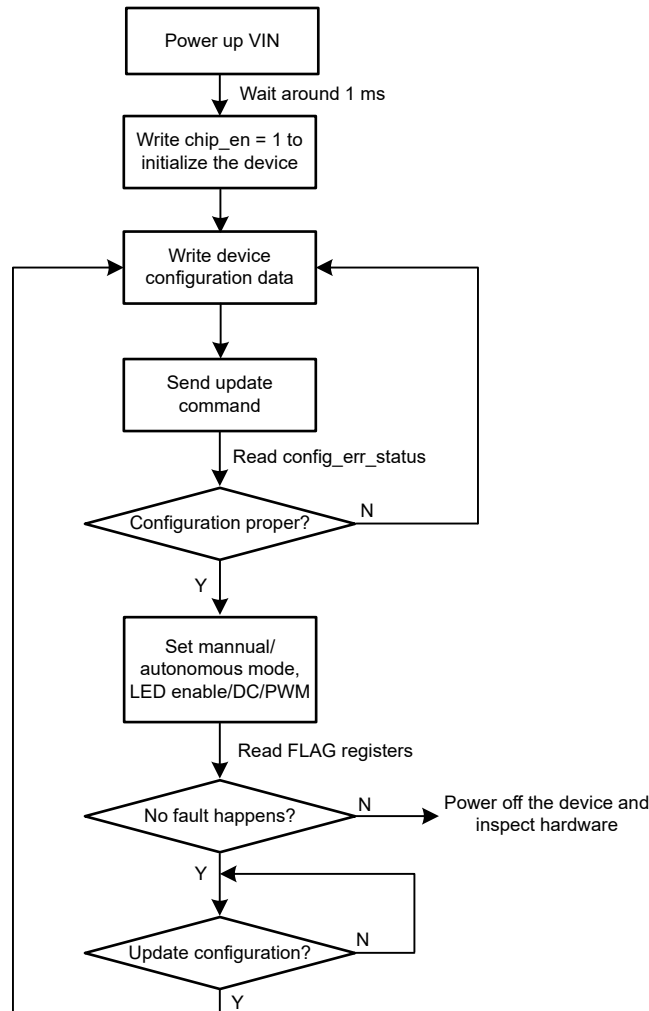 Power up VIN
Wait around 1 ms
Write chip_en = 1 to
initialize the device
Write device
configuration data
Send update
command
Read config_err_status
Configuration proper?
N
Y
Set mannual/
autonomous mode,
LED enable/DC/PWM
Read FLAG registers
No fault happens?
N
Power off the device and
inspect hardware
Y
Update configuration?
N
Y